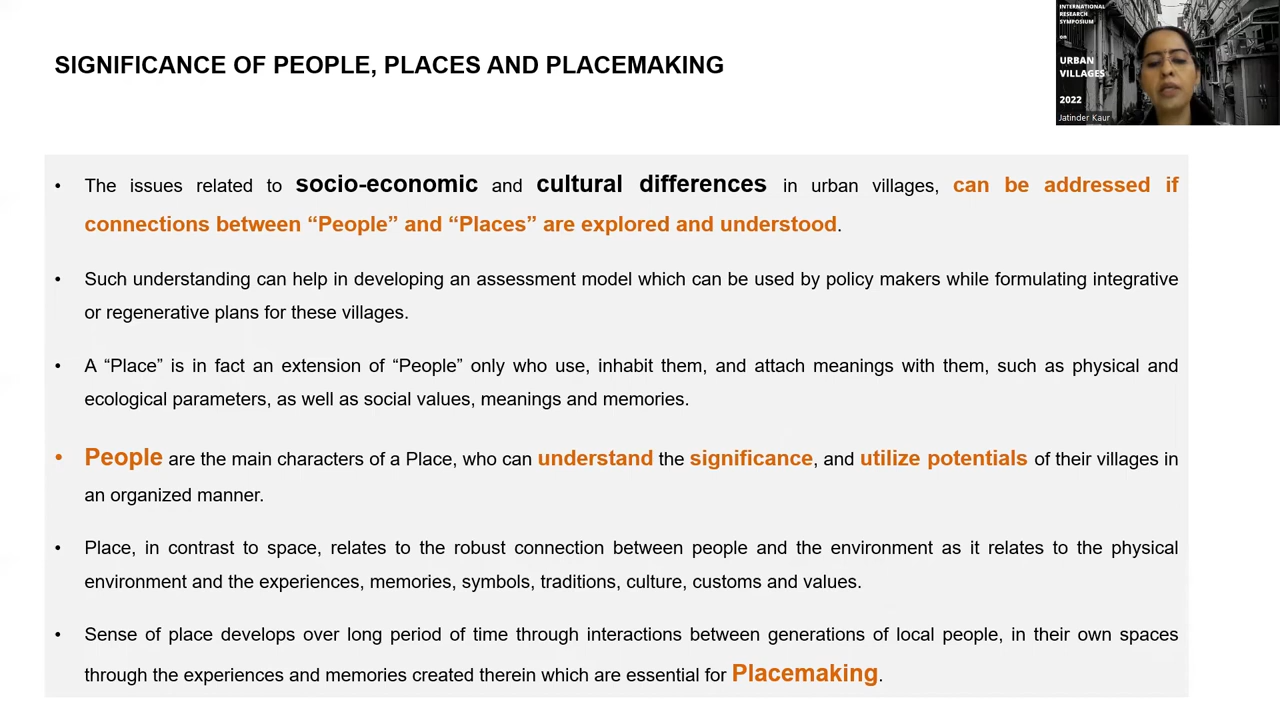 SIGNIFICANCE OF PEOPLE, PLACES AND PLACEMAKING
INTERNATIONAL
RESEARCH
SYMPOSIUM
on
URBAN
VILLAGES
2022
Jatinder Kaur
• The issues related to socio-economic and cultural differences in urban villages, can be addressed if
connections between “People” and “Places” are explored and understood.
• Such understanding can help in developing an assessment model which can be used by policy makers while formulating integrative
or regenerative plans for these villages.
• A “Place” is in fact an extension of “People” only who use, inhabit them, and attach meanings with them, such as physical and
ecological parameters, as well as social values, meanings and memories.
• People are the main characters of a Place, who can understand the significance, and utilize potentials of their villages in
an organized manner.
• Place, in contrast to space, relates to the robust connection between people and the environment as it relates to the physical
environment and the experiences, memories, symbols, traditions, culture, customs and values.
• Sense of place develops over long period of time through interactions between generations of local people, in their own spaces
through the experiences and memories created therein which are essential for Placemaking.